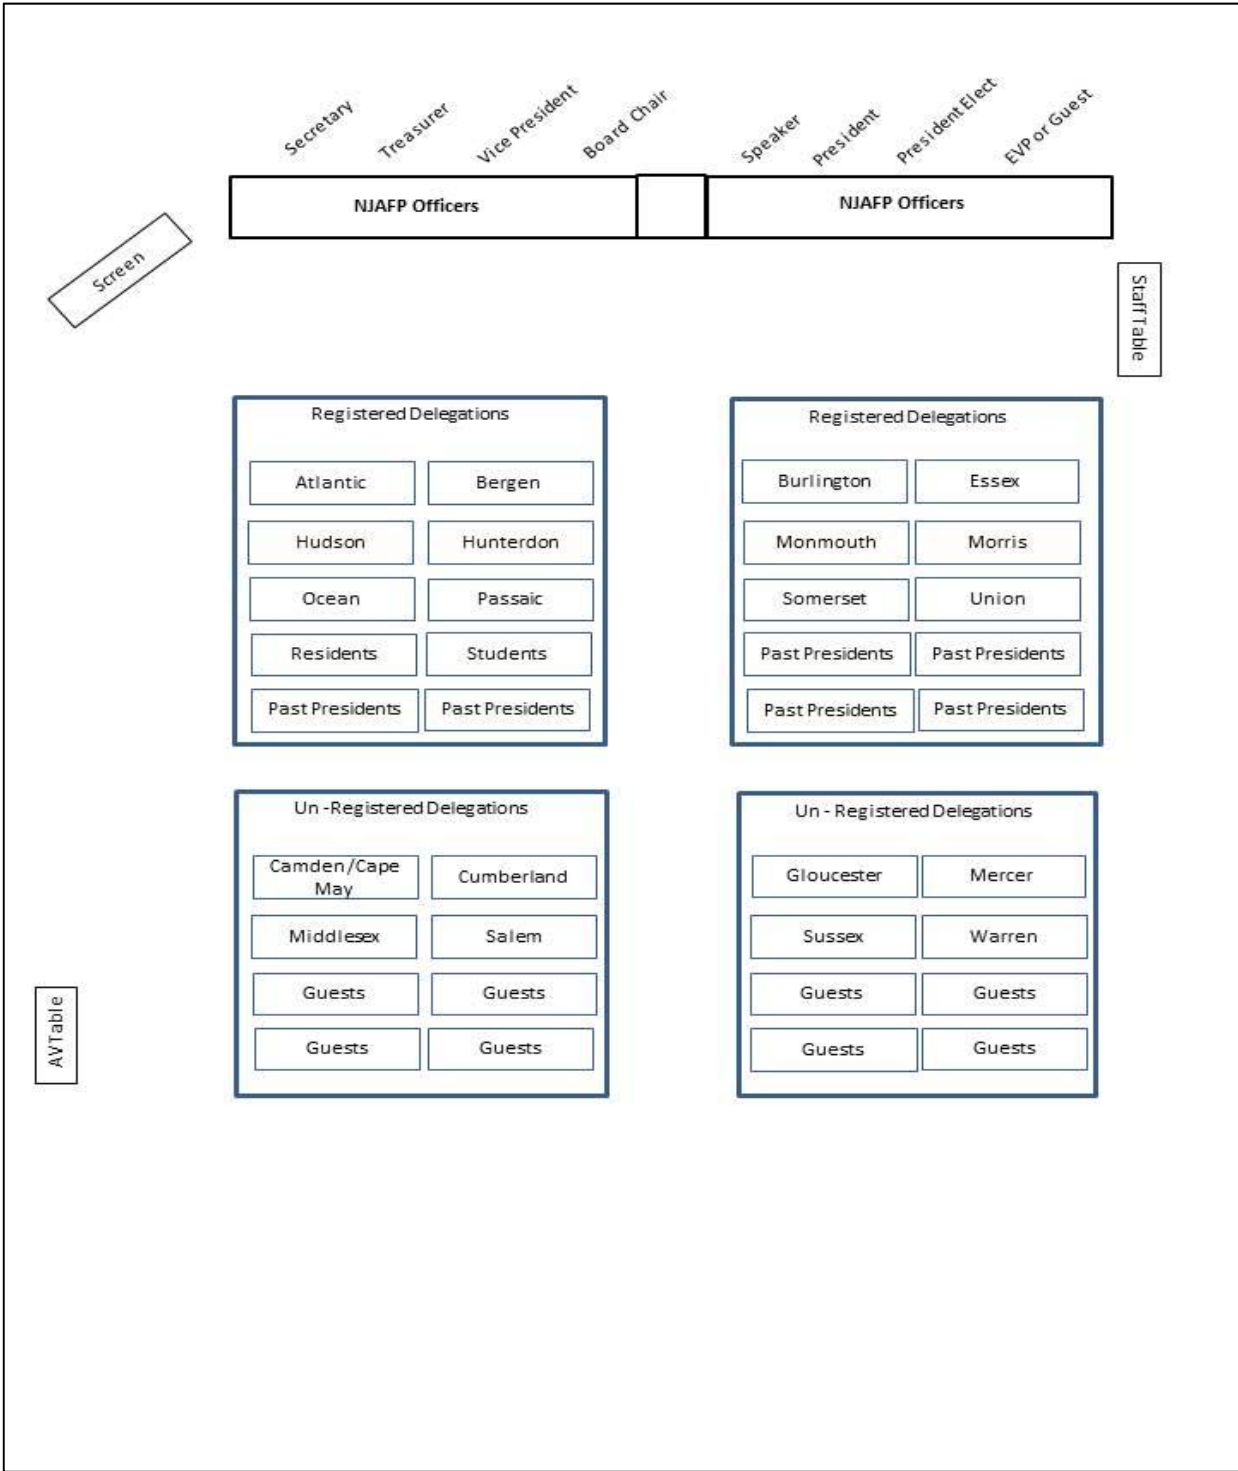 Secretary
Treasurer
Vice President
Board Chair
Speaker
President
President Elect
EVP or Guest
NJAFP Officers
NJAFP Officers
Screen
Staff Table
Registered Delegations
Atlantic
Bergen
Hudson
Hunterdon
Ocean
Passaic
Residents
Students
Past Presidents
Past Presidents
Registered Delegations
Burlington
Essex
Monmouth
Morris
Somerset
Union
Past Presidents
Past Presidents
Past Presidents
Past Presidents
Un -Registered Delegations
Camden/Cape
May
Cumberland
Middlesex
Salem
Guests
Guests
Guests
Guests
Un - Registered Delegations
Gloucester
Mercer
Sussex
Warren
Guests
Guests
Guests
Guests
AV Table